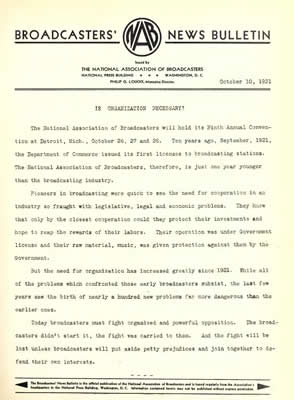 BROADCASTERS' NAB NEWS BULLETIN
Issued by
THE NATIONAL ASSOCIATION OF BROADCASTERS
NATIONAL PRESS BUILDING * * * WASHINGTON, D. C.
PHILIP G. LOUCKS, Managing Director
October 10, 1931
IS ORGANIZATION NECESSARY?
The National Association of Broadcasters will hold its Ninth Annual Conven-
tion at Detroit, Mich., October 26, 27 and 28. Ten years ago, September, 1921,
the Department of Commerce issued its first licenses to broadcasting stations.
The National Association of Broadcasters, therefore, is just one year younger
than the broadcasting industry.
Pioneers in broadcasting were quick to see the need for cooperation in an
industry so fraught with legislative, legal and economic problems. They knew
that only by the closest cooperation could they protect their investments and
hope to reap the rewards of their labors. Their operation was under Government
license and their raw material, music, was given protection against them by the
Government.
But the need for organization has increased greatly since 1921. While all
of the problems which confronted those early broadcasters subsist, the last few
years saw the birth of nearly a hundred new problems far more dangerous than the
earlier ones.
Today broadcasters must fight organized and powerful opposition. The broad-
casters didn't start it, the fight was carried to them. And the fight will be
lost unless broadcasters will put aside petty prejudices and join together to
defend their own interests.
The Broadcasters' News Bulletin is the official publication of the National Association of Broadcasters and is issued regularly from the Association's
headquarters in the National Press Building, Washington, D. C. Information contained herein may not be published without express permission.